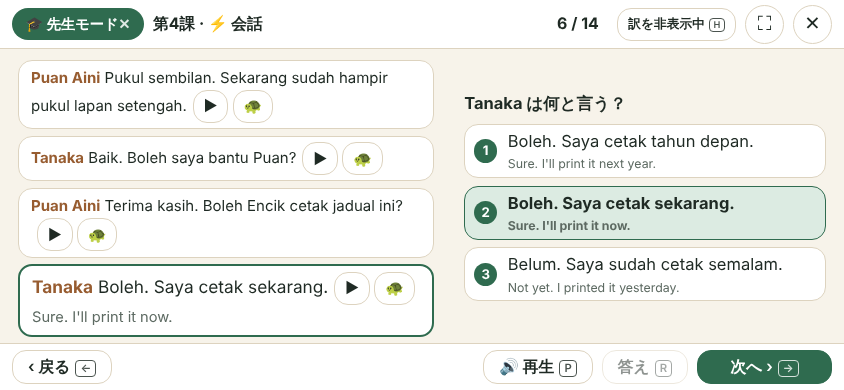 🎓 先生モード✕
第4課 · ⚡ 会話
6 / 14
訳を非表示中 H
Puan Aini Pukul sembilan. Sekarang sudah hampir
pukul lapan setengah.
Tanaka Baik. Boleh saya bantu Puan?
Puan Aini Terima kasih. Boleh Encik cetak jadual ini?
Tanaka Boleh. Saya cetak sekarang.
Sure. I'll print it now.
Tanaka は何と言う？
1 Boleh. Saya cetak tahun depan.
Sure. I'll print it next year.
2 Boleh. Saya cetak sekarang.
Sure. I'll print it now.
3 Belum. Saya sudah cetak semalam.
Not yet. I printed it yesterday.
‹ 戻る ←
🔊 再生 P
答え R
次へ › →